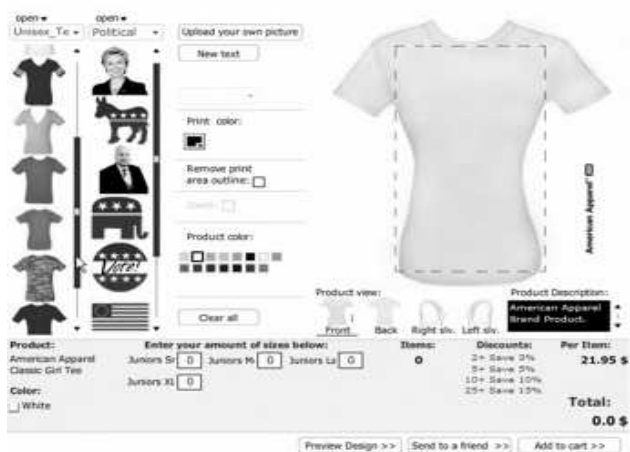 open
open
Unisex_Te
Political
Upload your own picture
New text
Print color:
Remove print
area outline:
Product color:
Clear all
Vote!
American Apparel
Product view:
Front
Back
Right slv.
Left slv.
Product Description:
American Apparel
Brand Product.
Product:
American Apparel
Classic Girl Tee
Color:
White
Enter your amount of sizes below:
Juniors Sr 0
Juniors M 0
Juniors La 0
Juniors XL 0
Items:
0
Discounts:
2+ Save 3%
5+ Save 5%
10+ Save 10%
25+ Save 15%
Per Item:
21.95 $
Total:
0.0 $
Preview Design >>
Send to a friend >>
Add to cart >>